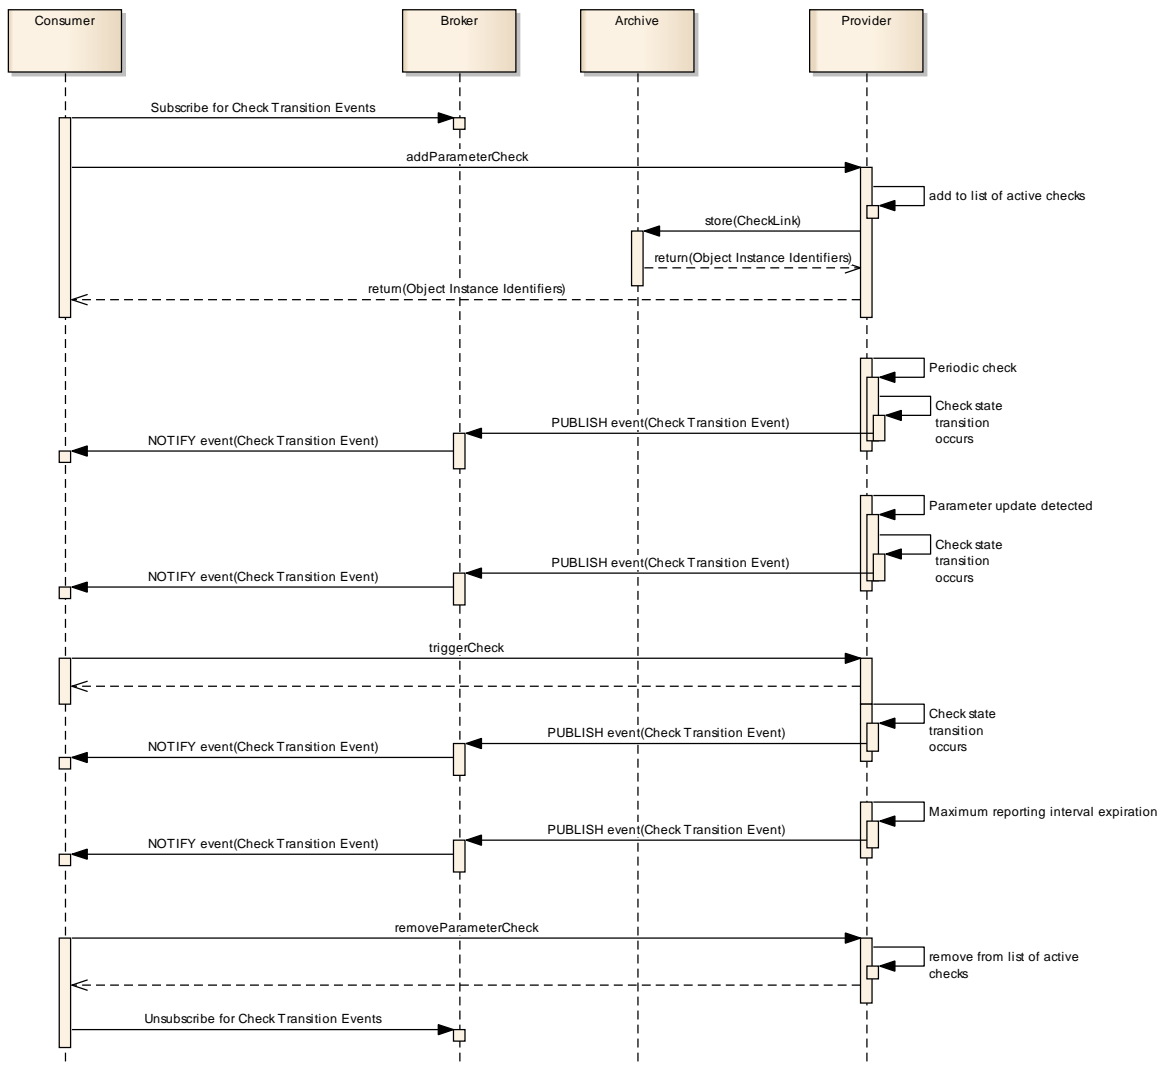 Consumer
Broker
Archive
Provider
Subscribe for Check Transition Events
addParameterCheck
add to list of active checks
store(CheckLink)
return(Object Instance Identifiers)
return(Object Instance Identifiers)
Periodic check
Check state
transition
occurs
PUBLISH event(Check Transition Event)
NOTIFY event(Check Transition Event)
Parameter update detected
Check state
transition
occurs
PUBLISH event(Check Transition Event)
NOTIFY event(Check Transition Event)
triggerCheck
Check state
transition
occurs
PUBLISH event(Check Transition Event)
NOTIFY event(Check Transition Event)
Maximum reporting interval expiration
PUBLISH event(Check Transition Event)
NOTIFY event(Check Transition Event)
removeParameterCheck
remove from list of active
checks
Unsubscribe for Check Transition Events